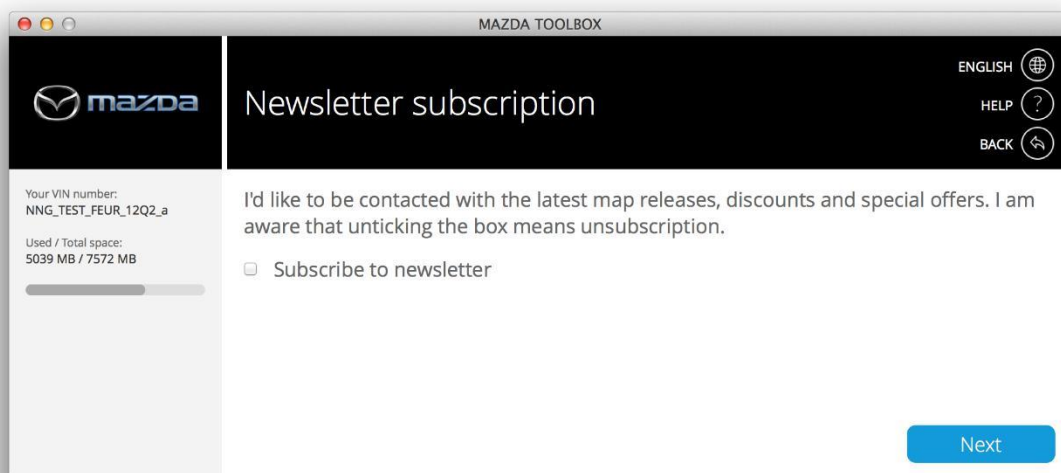 MAZDA TOOLBOX
mazda
Newsletter subscription
ENGLISH
HELP
BACK
Your VIN number:
NNG_TEST_FEUR_12Q2_a
Used / Total space:
5039 MB / 7572 MB
I'd like to be contacted with the latest map releases, discounts and special offers. I am
aware that unticking the box means unsubscription.
Subscribe to newsletter
Next